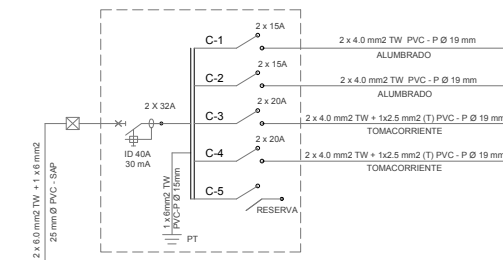 2 x 15A
C-1
2 x 4.0 mm2 TW PVC - P Ø 19 mm
ALUMBRADO
2 x 15A
C-2
2 x 4.0 mm2 TW PVC - P Ø 19 mm
ALUMBRADO
2 X 32A
2 x 20A
C-3
2 x 4.0 mm2 TW + 1x2.5 mm2 (T) PVC - P Ø 19 mm
TOMACORRIENTE
ID 40A
30 mA
2 x 20A
C-4
2 x 4.0 mm2 TW + 1x2.5 mm2 (T) PVC - P Ø 19 mm
TOMACORRIENTE
C-5
RESERVA
1 x 6mm2 TW
PVC-P Ø 15mm
PT
2 x 6.0 mm2 TW + 1 x 6 mm2
25 mm Ø PVC - SAP